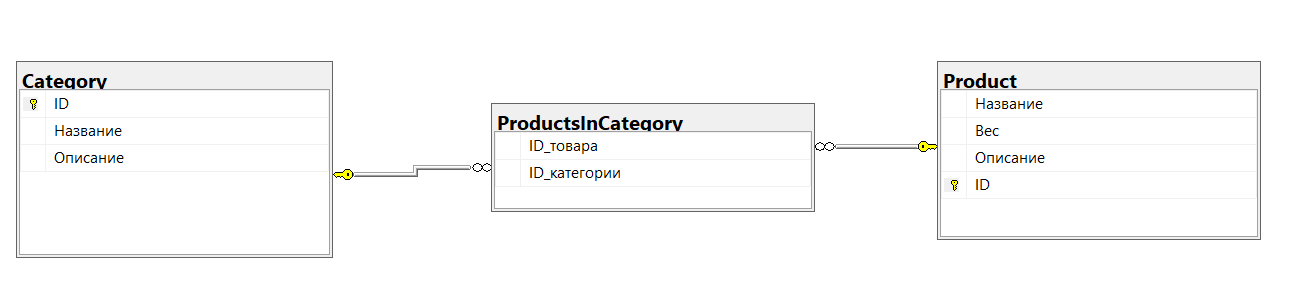 Category
ID
Название
Описание
ProductsInCategory
ID_товара
ID_категории
Product
Название
Вес
Описание
ID